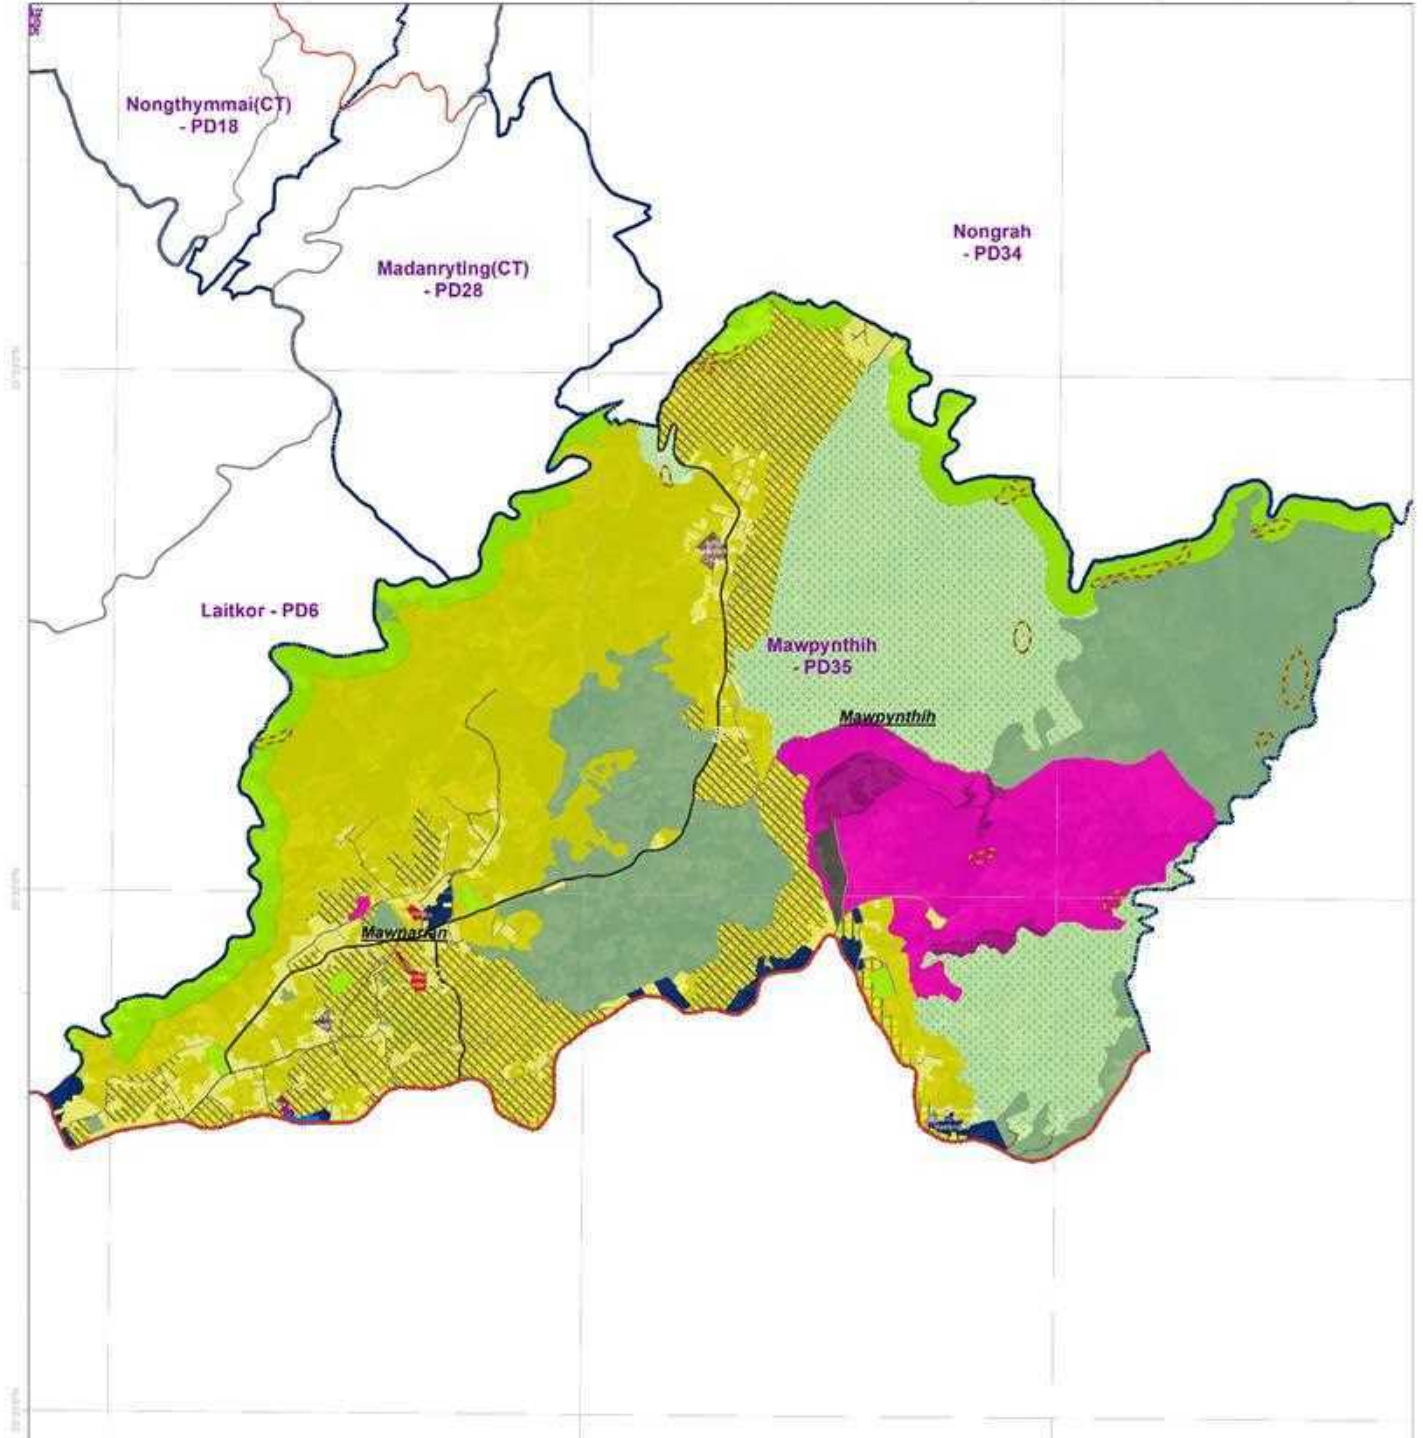 Nongthymmai(CT)
- PD18
Nongrah
- PD34
Madanryting(CT)
- PD28
Laitkor - PD6
Mawpynthih
- PD35
Mawpynthih